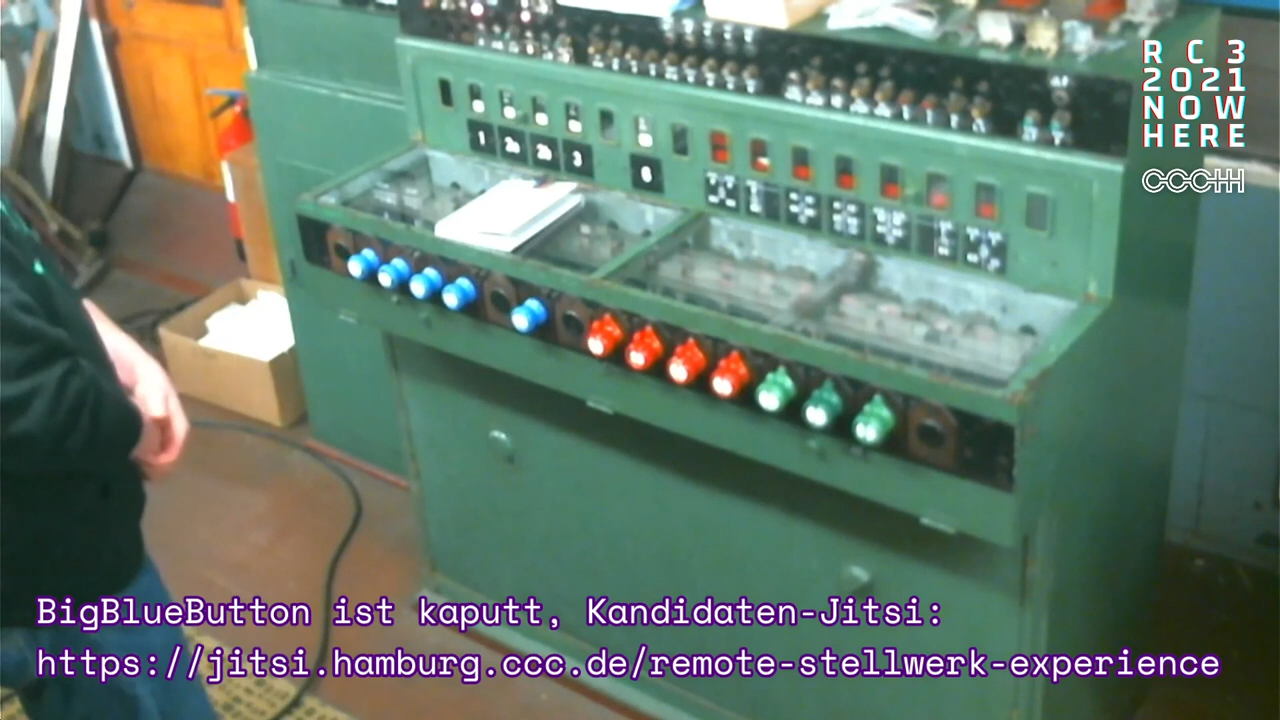 R C 3
2021
NOW
HERE
CCCHH
1 2a 2b 3 6
BigBlueButton ist kaputt, Kandidaten-Jitsi:
https://jitsi.hamburg.ccc.de/remote-stellwerk-experience